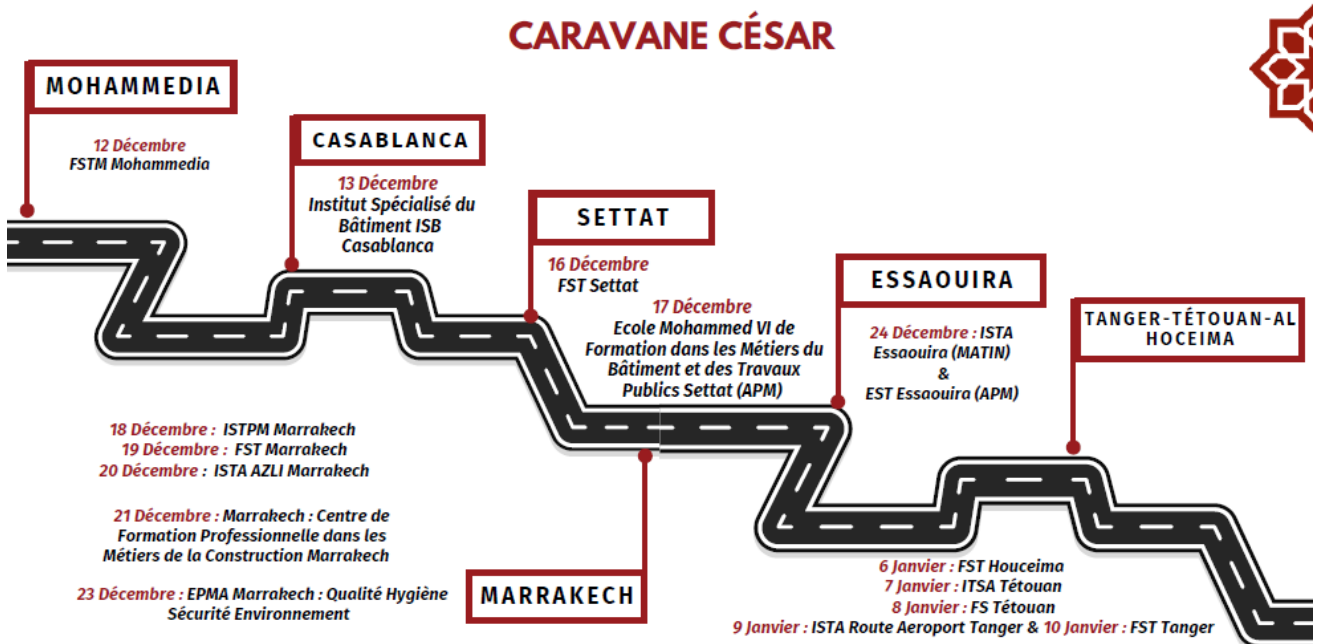 CARAVANE CÉSAR
MOHAMMEDIA
12 Décembre
FSTM Mohammedia
CASABLANCA
13 Décembre
Institut Spécialisé du
Bâtiment ISB
Casablanca
SETTAT
16 Décembre
FST Settat
17 Décembre
Ecole Mohammed VI de
Formation dans les Métiers du
Bâtiment et des Travaux
Publics Settat (APM)
18 Décembre : ISTPM Marrakech
19 Décembre : FST Marrakech
20 Décembre : ISTA AZLI Marrakech
21 Décembre : Marrakech : Centre de
Formation Professionnelle dans les
Métiers de la Construction Marrakech
23 Décembre : EPMA Marrakech : Qualité Hygiène
Sécurité Environnement
MARRAKECH
ESSAOUIRA
24 Décembre : ISTA
Essaouira (MATIN)
&
EST Essaouira (APM)
TANGER-TÉTOUAN-AL
HOCEIMA
6 Janvier : FST Houceima
7 Janvier : ITSA Tétouan
8 Janvier : FS Tétouan
9 Janvier : ISTA Route Aeroport Tanger & 10 Janvier : FST Tanger